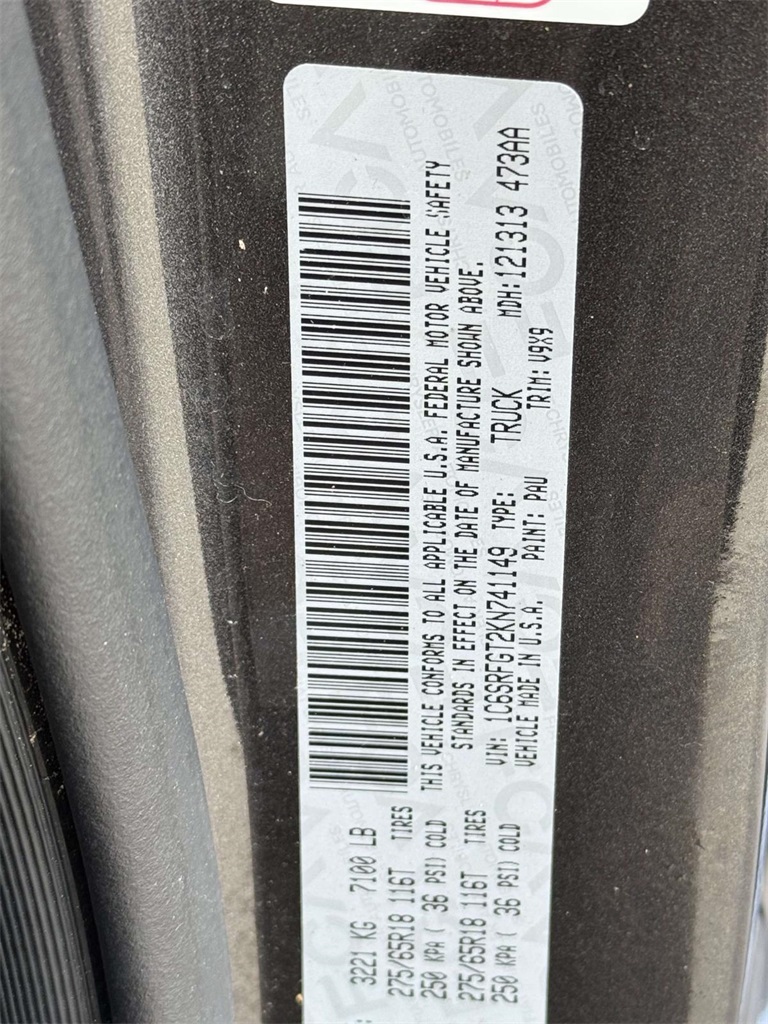 3221 KG 7100 LB
275/65R18 116T TIRES
250 KPA ( 36 PSI) COLD
275/65R18 116T TIRES
250 KPA ( 36 PSI) COLD
THIS VEHICLE CONFORMS TO ALL APPLICABLE U.S.A. FEDERAL MOTOR VEHICLE SAFETY
STANDARDS IN EFFECT ON THE DATE OF MANUFACTURE SHOWN ABOVE.
VIN: 1C6SRFGT2KN741149 TYPE: TRUCK MDH:121313 473AA
VEHICLE MADE IN U.S.A. PAINT: PAU TRIM: V9X9